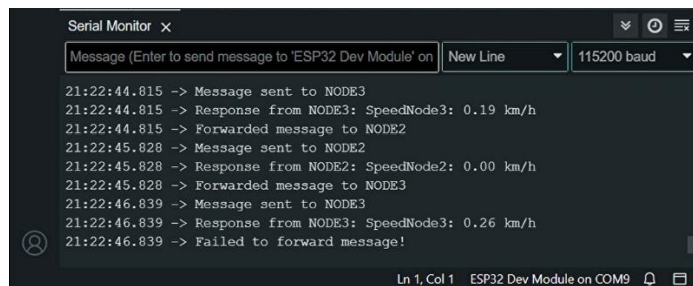 Serial Monitor ×
Message (Enter to send message to 'ESP32 Dev Module' on
New Line
115200 baud
21:22:44.815 -> Message sent to NODE3
21:22:44.815 -> Response from NODE3: SpeedNode3: 0.19 km/h
21:22:44.815 -> Forwarded message to NODE2
21:22:45.828 -> Message sent to NODE2
21:22:45.828 -> Response from NODE2: SpeedNode2: 0.00 km/h
21:22:45.828 -> Forwarded message to NODE3
21:22:46.839 -> Message sent to NODE3
21:22:46.839 -> Response from NODE3: SpeedNode3: 0.26 km/h
21:22:46.839 -> Failed to forward message!
Ln 1, Col 1 ESP32 Dev Module on COM9